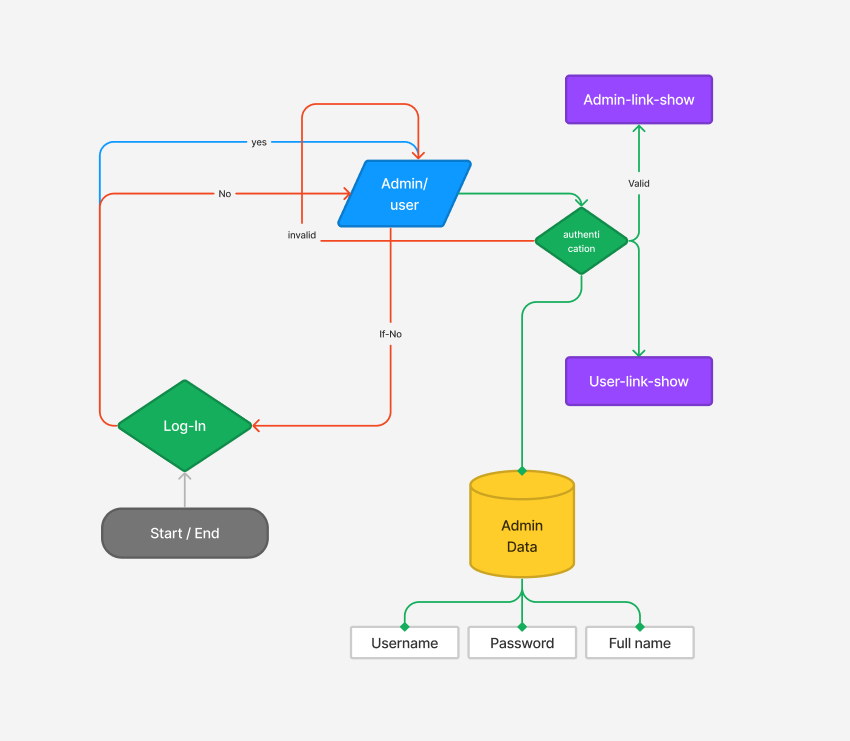 Admin-link-show
yes
Admin/
user
Valid
No
invalid
authenti
cation
If-No
User-link-show
Log-In
Start / End
Admin
Data
Username
Password
Full name